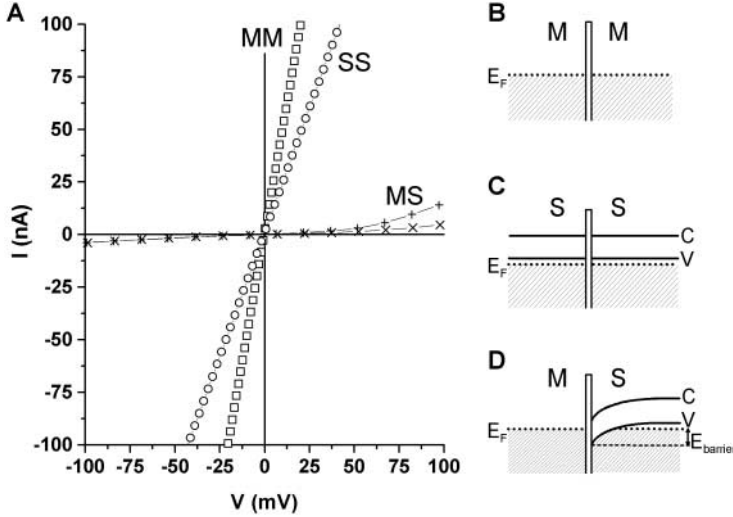 A
MM
SS
MS
100
75
50
25
0
-25
-50
-75
-100
I (nA)
-100 -75 -50 -25 0 25 50 75 100
V (mV)
B
M M
E_F
C
S S
C
V
E_F
D
M S
C
V
E_F
E_barrier